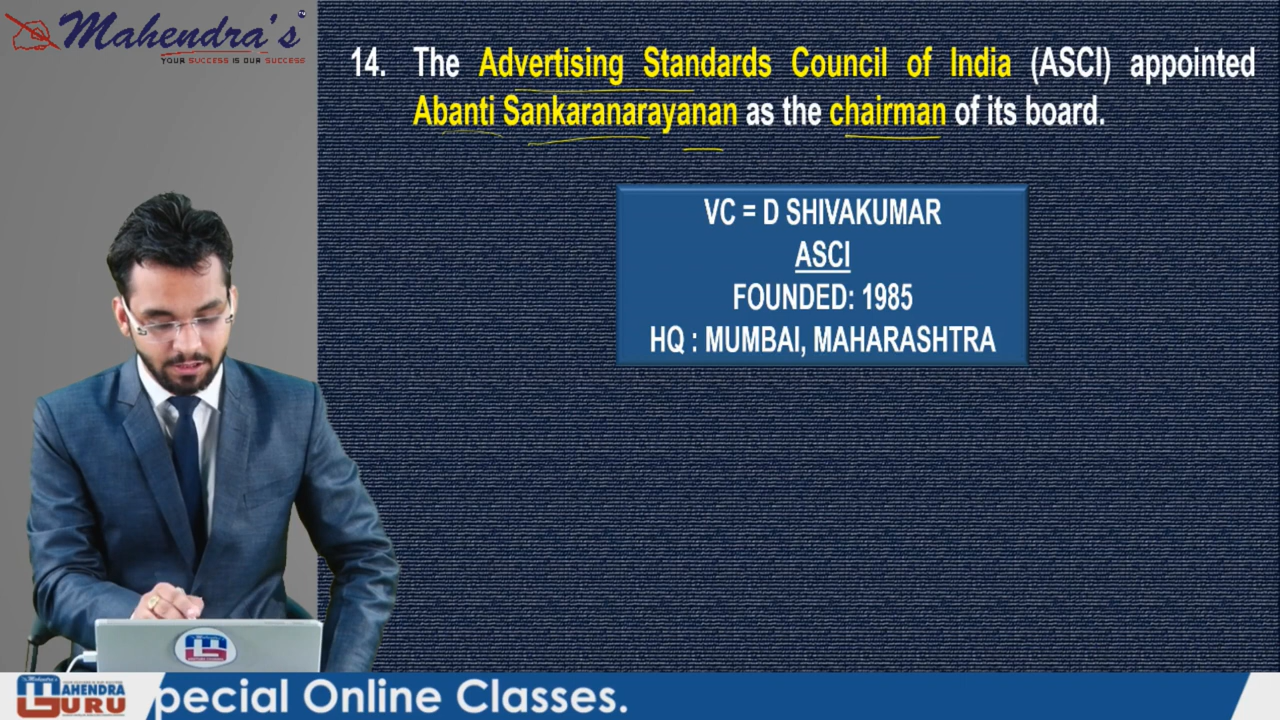 Mahendra's
YOUR SUCCESS IS OUR SUCCESS
14. The Advertising Standards Council of India (ASCI) appointed
Abanti Sankaranarayanan as the chairman of its board.
VC = D SHIVAKUMAR
ASCI
FOUNDED: 1985
HQ : MUMBAI, MAHARASHTRA
Mahendra's
MAHENDRA
GURU
pecial Online Classes.